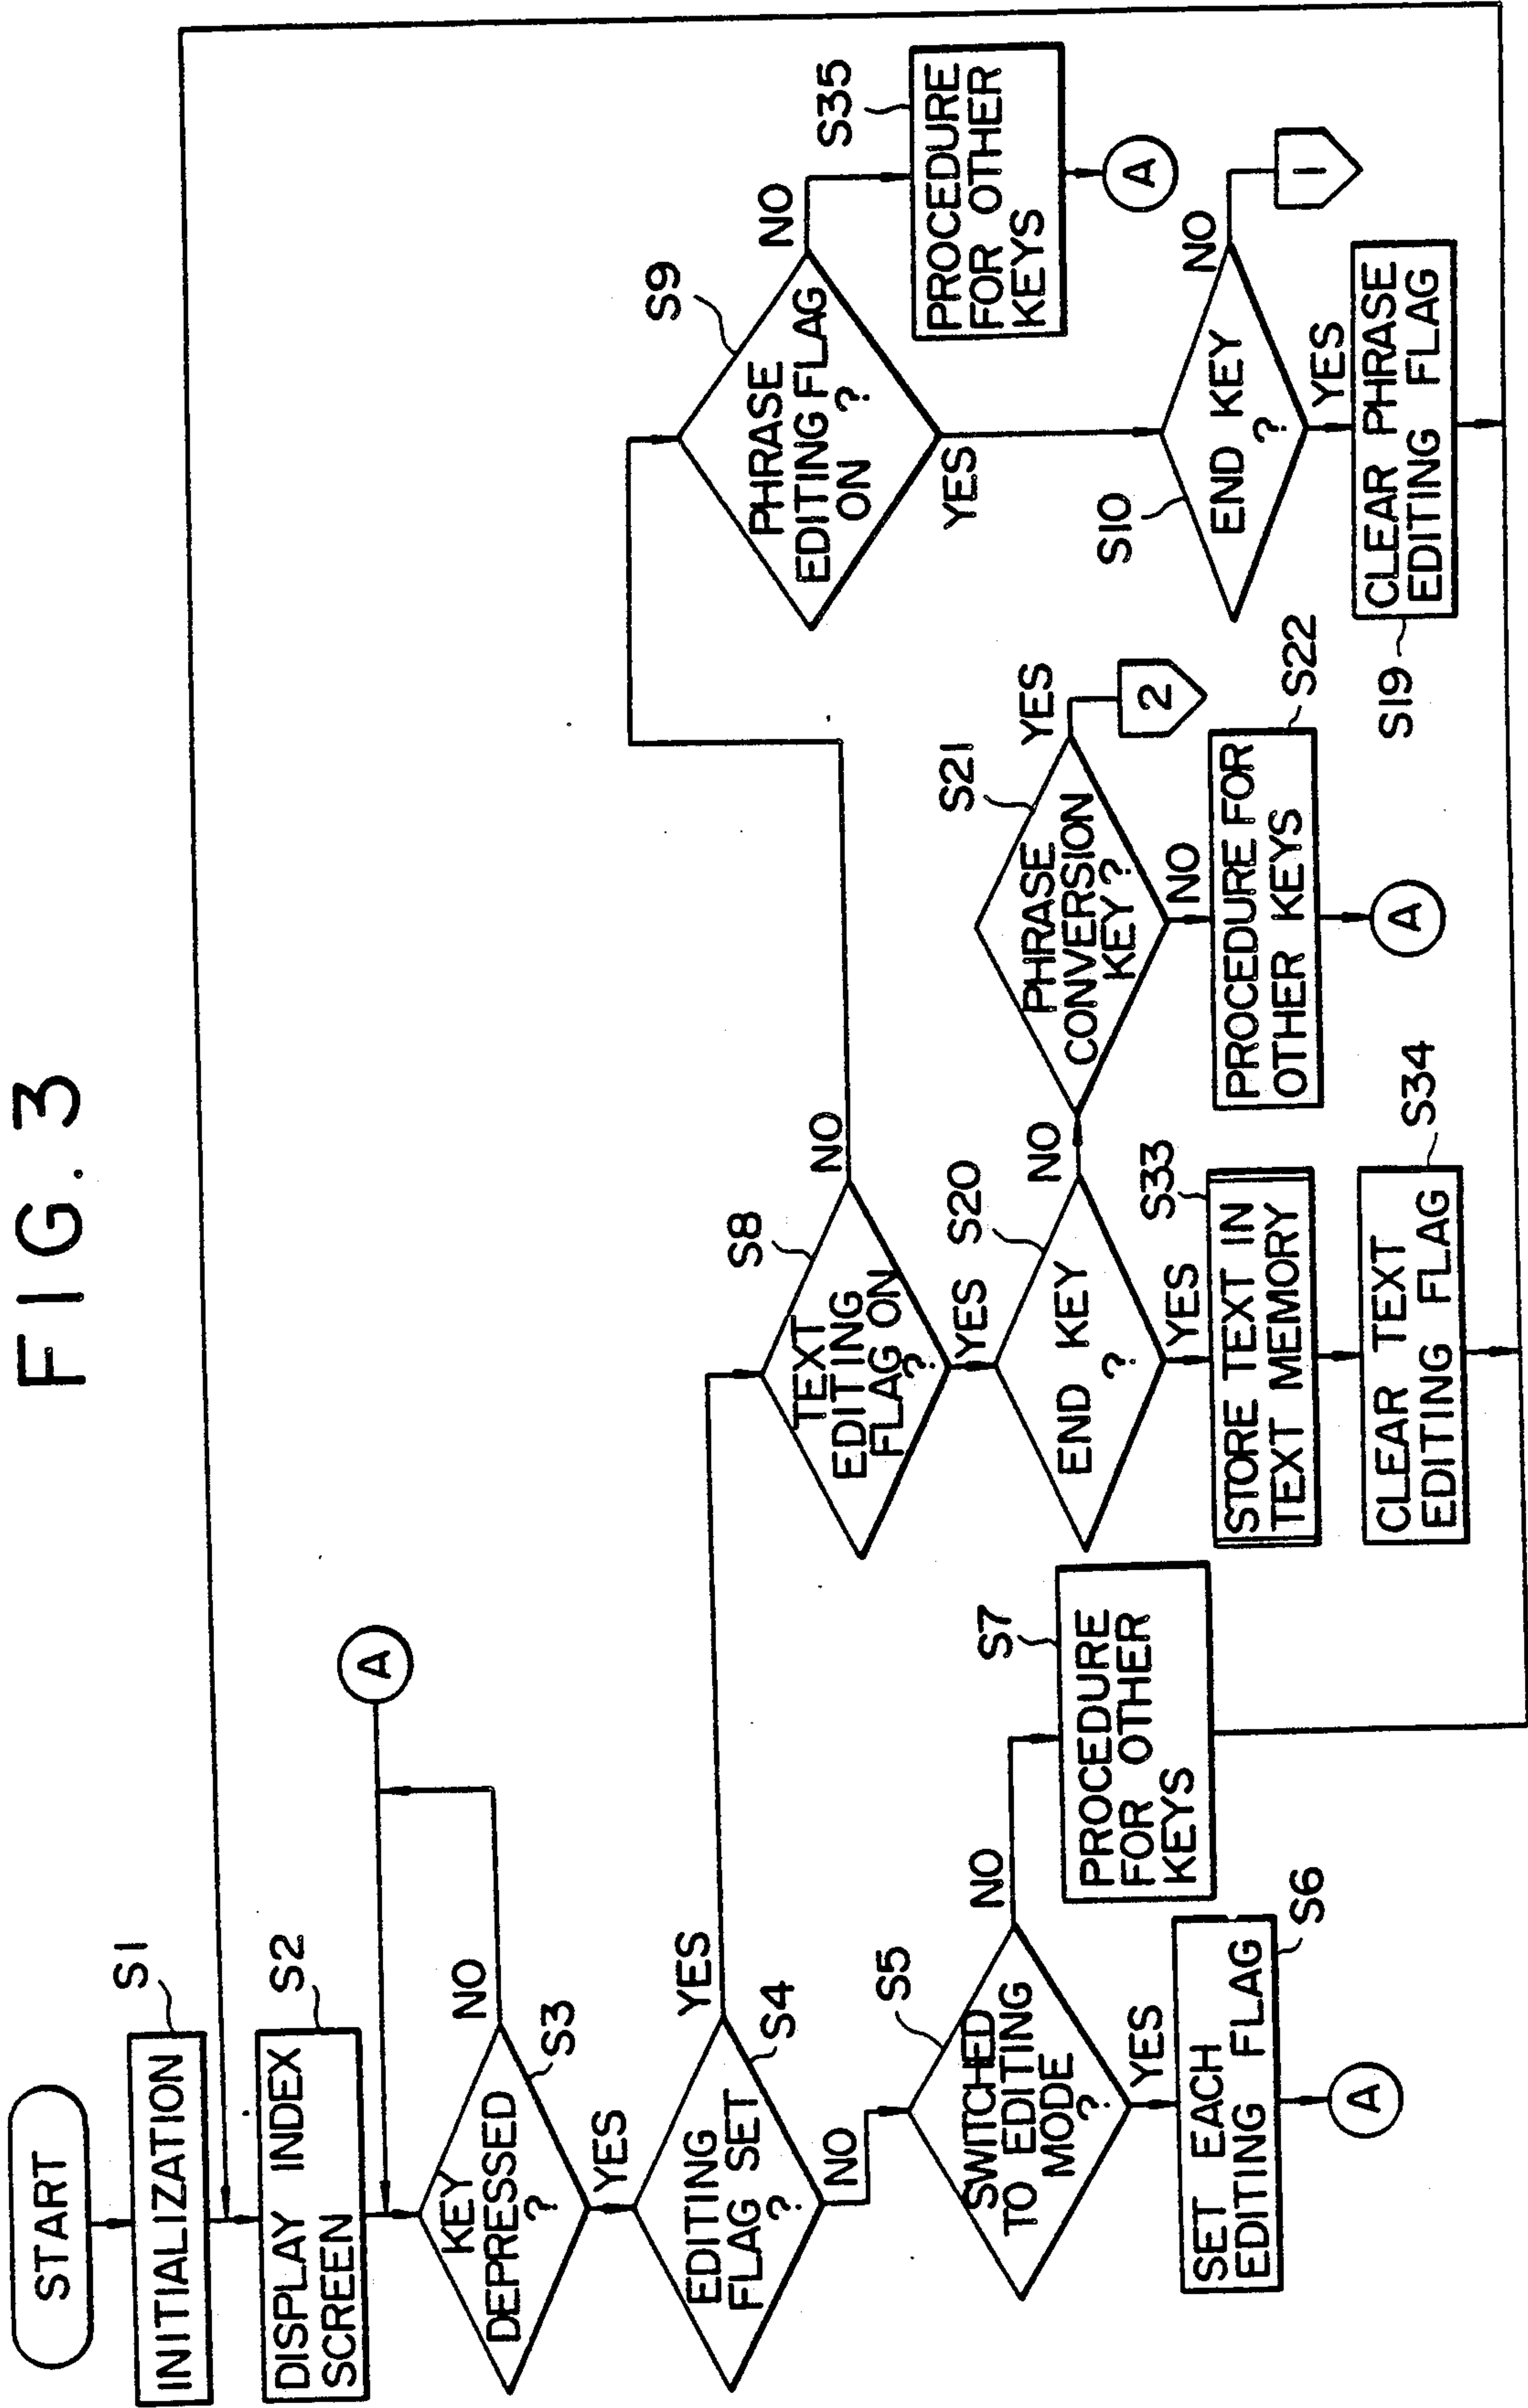 FIG. 3
START
INITIALIZATION
S1
DISPLAY INDEX
SCREEN
S2
A
KEY
DEPRESSED
?
S3
NO
YES
EDITING
FLAG SET
?
S4
YES
NO
SWITCHED
TO EDITING
MODE
?
S5
NO
YES
SET EACH
EDITING FLAG
S6
A
PROCEDURE
FOR OTHER
KEYS
S7
TEXT
EDITING
FLAG ON
?
S8
NO
YES
END KEY
?
S20
NO
YES
STORE TEXT IN
TEXT MEMORY
S33
CLEAR TEXT
EDITING FLAG
S34
PHRASE
CONVERSION
KEY?
S21
YES
2
NO
PROCEDURE FOR
OTHER KEYS
S22
A
PHRASE
EDITING FLAG
ON ?
S9
NO
YES
PROCEDURE
FOR OTHER
KEYS
S35
A
END KEY
?
S10
NO
1
YES
CLEAR PHRASE
EDITING FLAG
S19